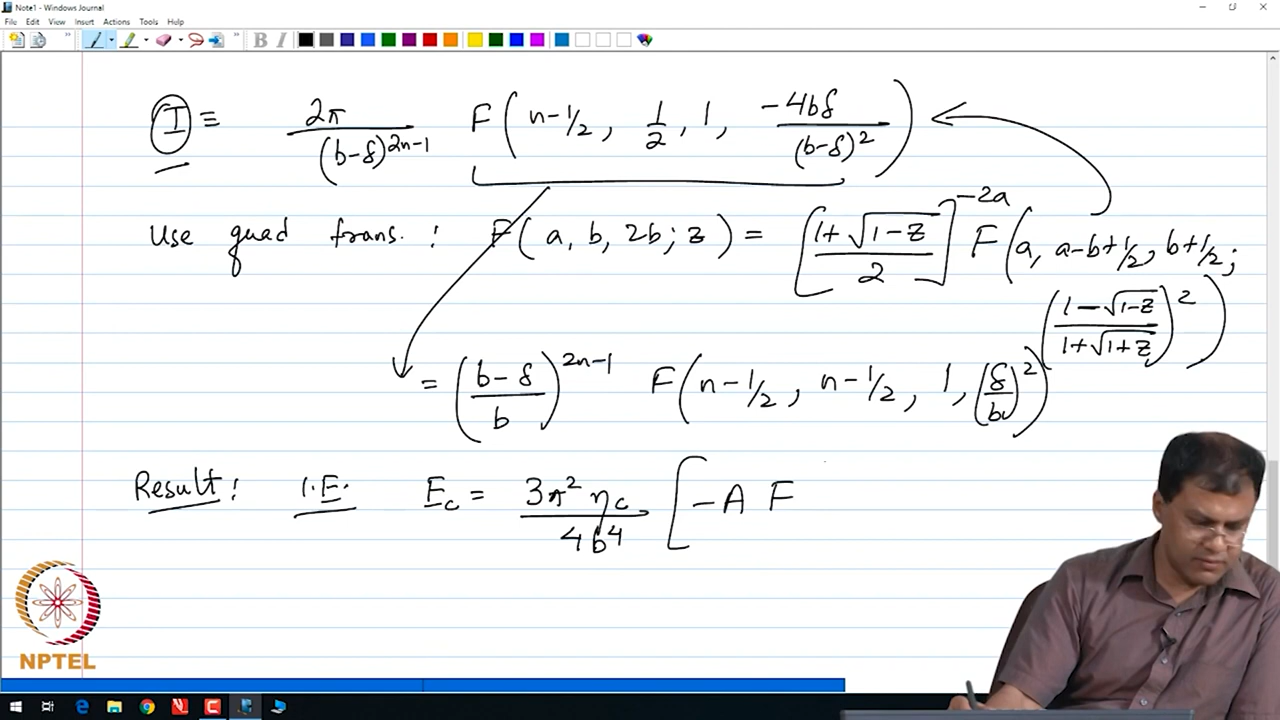 Note1 - Windows Journal
File Edit View Insert Actions Tools Help
I ≡ 2π / (b-δ)^{2n-1} F( n-1/2, 1/2, 1, -4bδ / (b-δ)^2 )
Use quad trans. : F( a, b, 2b; z ) = [ (1+√(1-z)) / 2 ]^{-2a} F( a, a-b+1/2, b+1/2; ( (1-√(1-z)) / (1+√(1+z)) )^2 )
= ( (b-δ) / b )^{2n-1} F( n-1/2, n-1/2, 1, (δ/b)^2 )
Result: I.E. E_c = 3π² η_c / 4b⁴ [ -A F
NPTEL